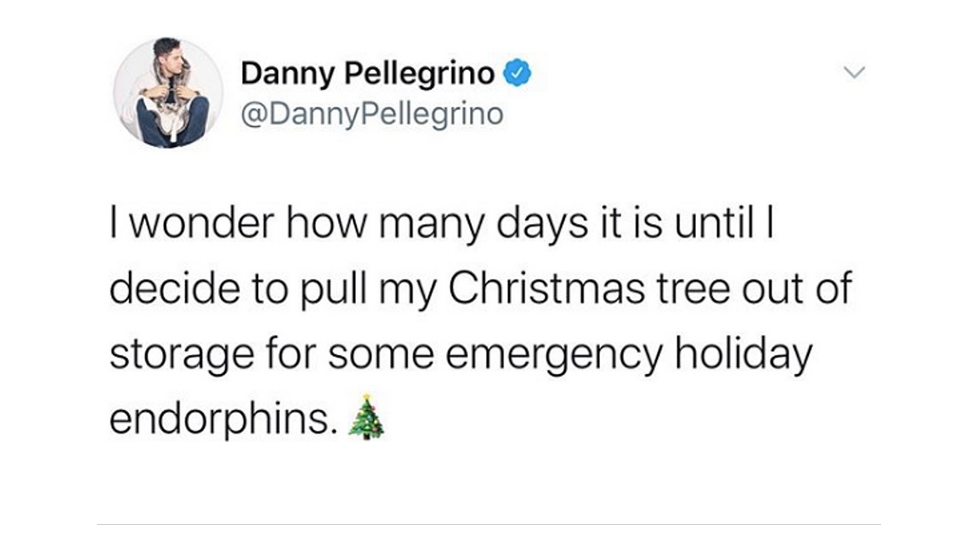 Danny Pellegrino
@DannyPellegrino
I wonder how many days it is until I
decide to pull my Christmas tree out of
storage for some emergency holiday
endorphins. 🎄